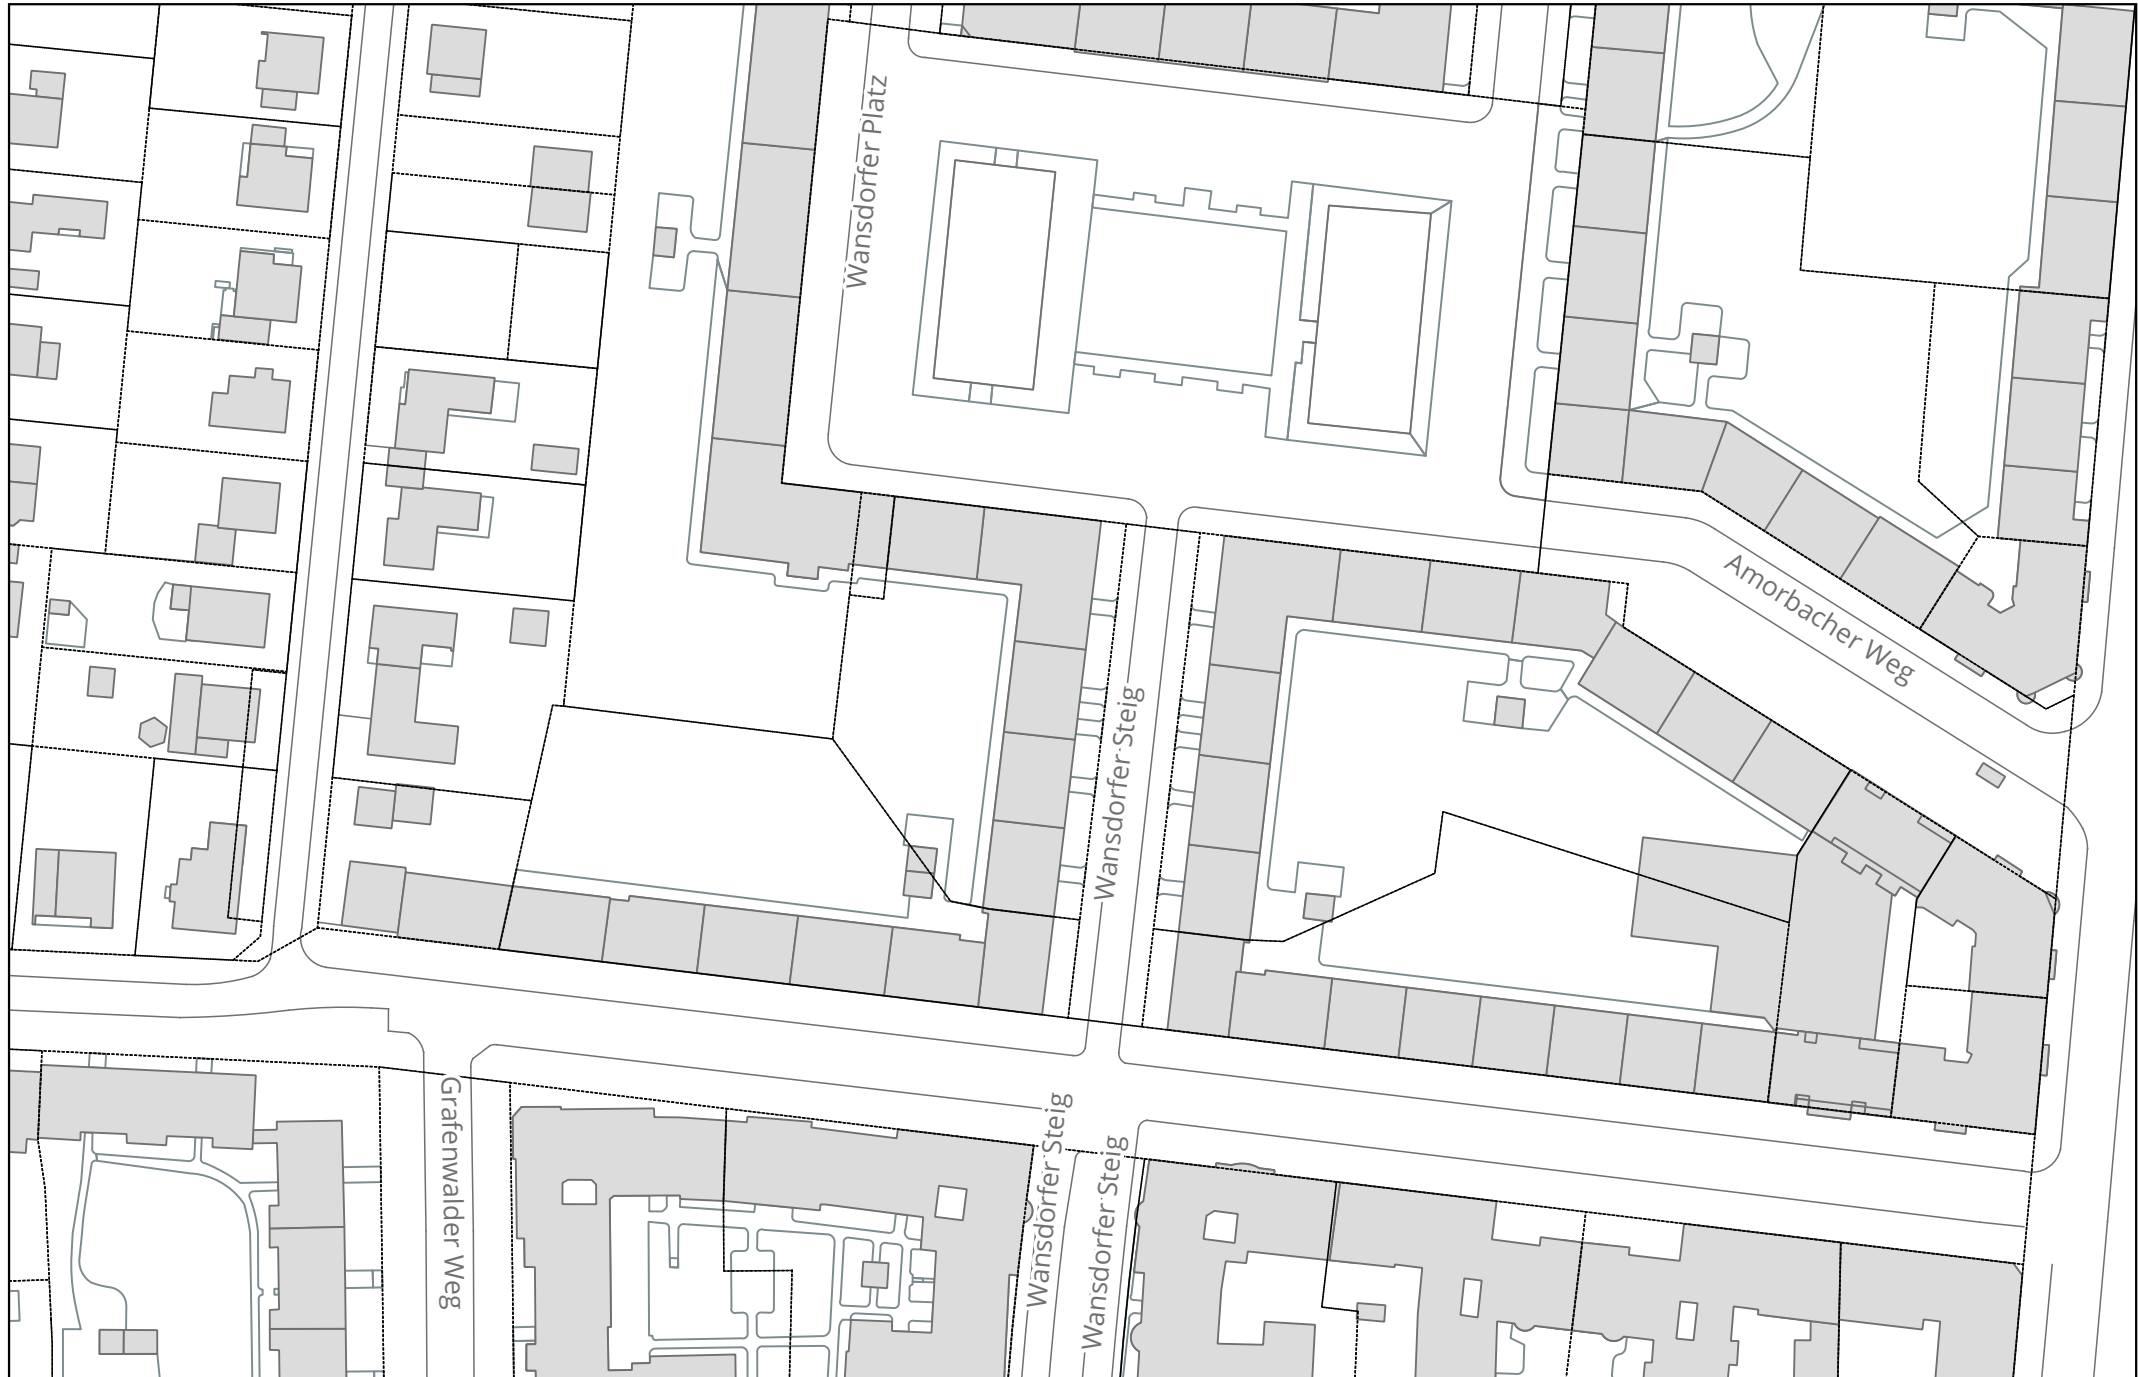 Wansdorfer Platz
Amorbacher Weg
Wansdorfer Steig
Grafenwalder Weg
Wansdorfer Steig
Wansdorfer Steig